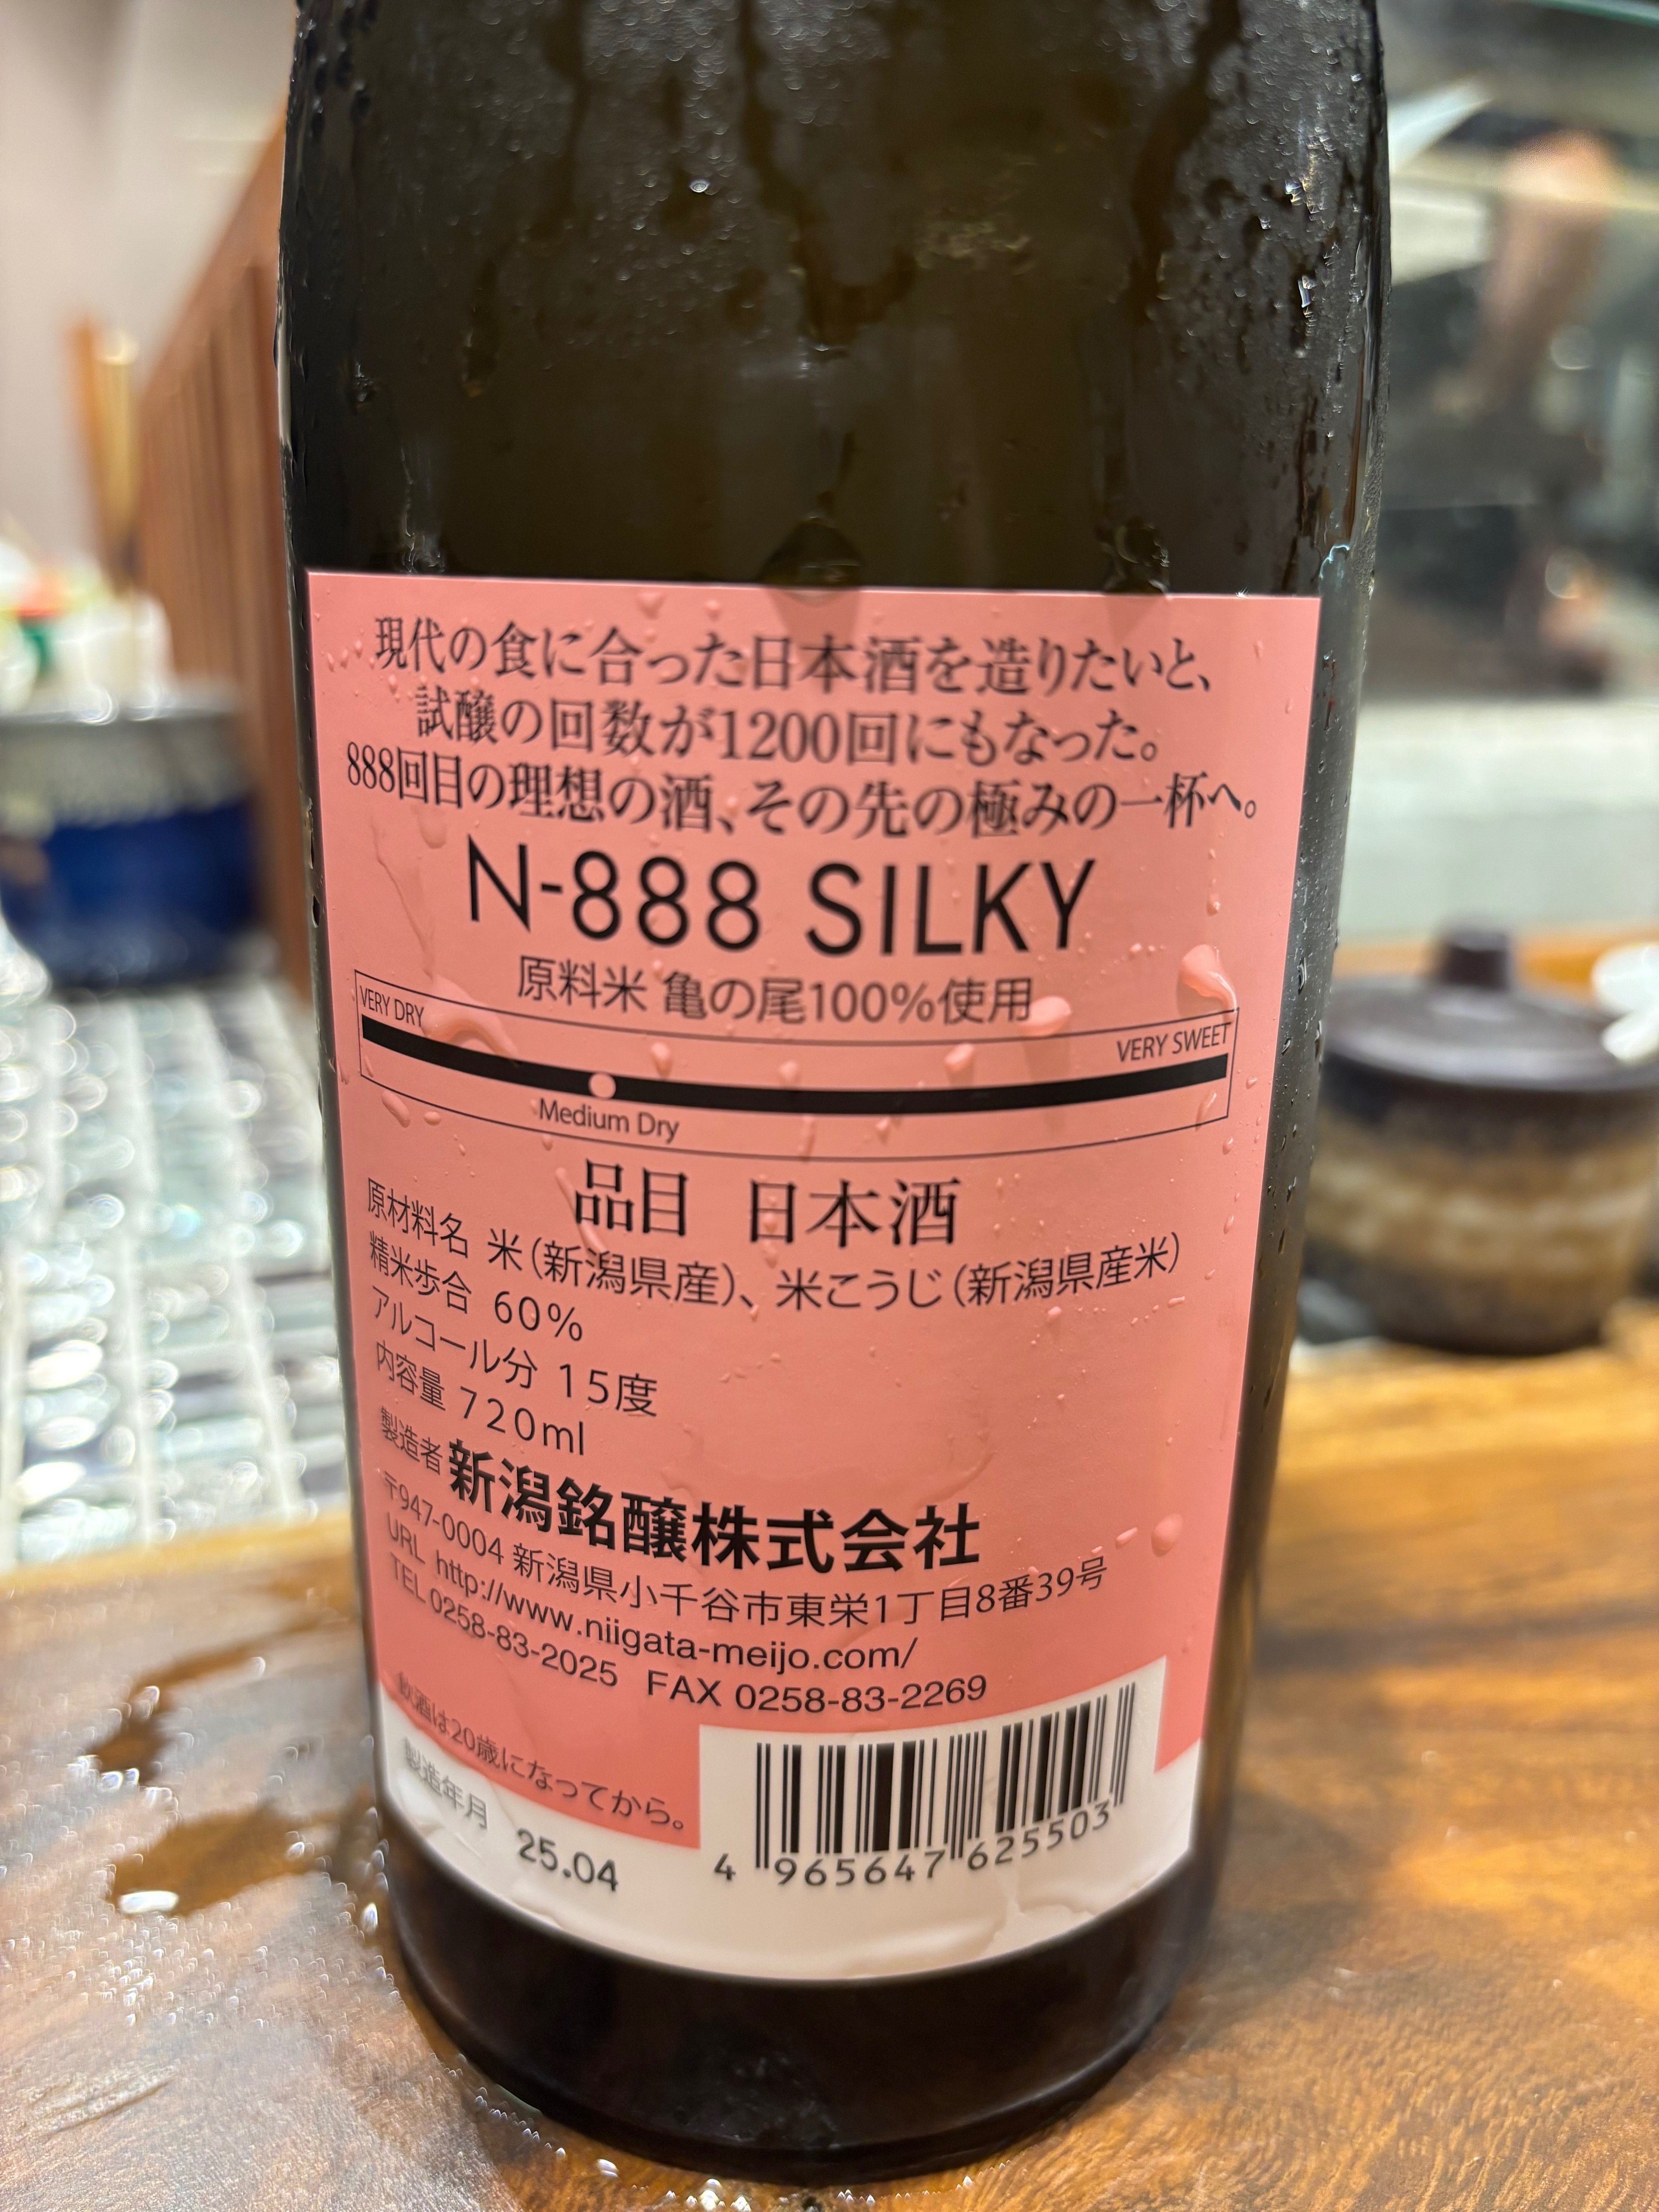 現代の食に合った日本酒を造りたいと、
試醸の回数が1200回にもなった。
888回目の理想の酒、その先の極みの一杯へ。
N-888 SILKY
原料米 亀の尾100%使用
VERY DRY
VERY SWEET
Medium Dry
品目 日本酒
原材料名 米(新潟県産)、米こうじ(新潟県産米)
精米歩合 60%
アルコール分 15度
内容量 720ml
製造者 新潟銘醸株式会社
〒947-0004 新潟県小千谷市東栄1丁目8番39号
URL http://www.niigata-meijo.com/
TEL 0258-83-2025 FAX 0258-83-2269
飲酒は20歳になってから。
製造年月 25.04
4 965647 625503